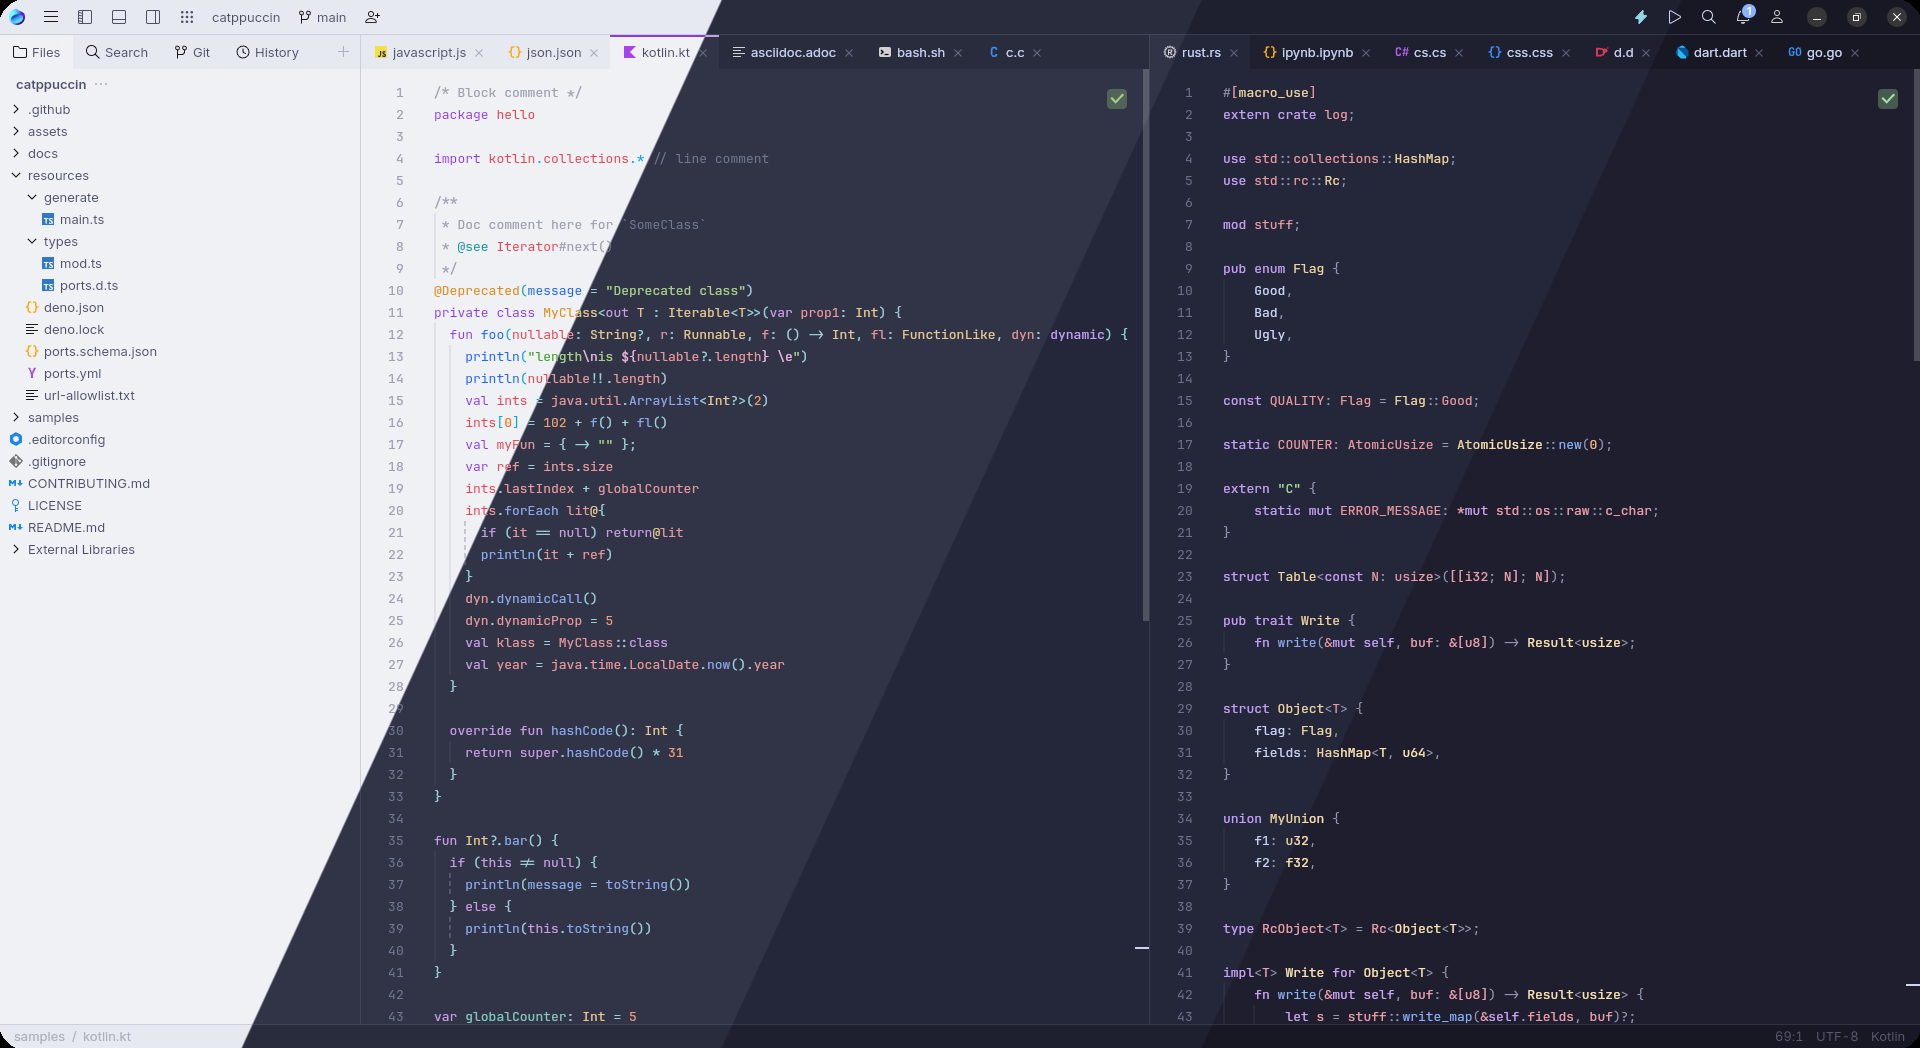 catppuccin main 1
Files Search Git History
catppuccin
.github
assets
docs
resources
generate
TS main.ts
types
TS mod.ts
TS ports.d.ts
{} deno.json
deno.lock
{} ports.schema.json
Y ports.yml
url-allowlist.txt
samples
.editorconfig
.gitignore
M↓ CONTRIBUTING.md
LICENSE
M↓ README.md
External Libraries
JS javascript.js {} json.json kotlin.kt asciidoc.adoc bash.sh C c.c
1 /* Block comment */
2 package hello
3
4 import kotlin.collections.* // line comment
5
6 /**
7 * Doc comment here for `SomeClass`
8 * @see Iterator#next()
9 */
10 @Deprecated(message = "Deprecated class")
11 private class MyClass<out T : Iterable<T>>(var prop1: Int) {
12 fun foo(nullable: String?, r: Runnable, f: () -> Int, fl: FunctionLike, dyn: dynamic) {
13 println("length\nis ${nullable?.length} \e")
14 println(nullable!!.length)
15 val ints = java.util.ArrayList<Int?>(2)
16 ints[0] = 102 + f() + fl()
17 val myFun = { -> "" };
18 var ref = ints.size
19 ints.lastIndex + globalCounter
20 ints.forEach lit@{
21 if (it == null) return@lit
22 println(it + ref)
23 }
24 dyn.dynamicCall()
25 dyn.dynamicProp = 5
26 val klass = MyClass::class
27 val year = java.time.LocalDate.now().year
28 }
29
30 override fun hashCode(): Int {
31 return super.hashCode() * 31
32 }
33 }
34
35 fun Int?.bar() {
36 if (this != null) {
37 println(message = toString())
38 } else {
39 println(this.toString())
40 }
41 }
42
43 var globalCounter: Int = 5
rust.rs {} ipynb.ipynb C# cs.cs {} css.css d.d dart.dart GO go.go
1 #[macro_use]
2 extern crate log;
3
4 use std::collections::HashMap;
5 use std::rc::Rc;
6
7 mod stuff;
8
9 pub enum Flag {
10 Good,
11 Bad,
12 Ugly,
13 }
14
15 const QUALITY: Flag = Flag::Good;
16
17 static COUNTER: AtomicUsize = AtomicUsize::new(0);
18
19 extern "C" {
20 static mut ERROR_MESSAGE: *mut std::os::raw::c_char;
21 }
22
23 struct Table<const N: usize>([[i32; N]; N]);
24
25 pub trait Write {
26 fn write(&mut self, buf: &[u8]) -> Result<usize>;
27 }
28
29 struct Object<T> {
30 flag: Flag,
31 fields: HashMap<T, u64>,
32 }
33
34 union MyUnion {
35 f1: u32,
36 f2: f32,
37 }
38
39 type RcObject<T> = Rc<Object<T>>;
40
41 impl<T> Write for Object<T> {
42 fn write(&mut self, buf: &[u8]) -> Result<usize> {
43 let s = stuff::write_map(&self.fields, buf)?;
samples / kotlin.kt 69:1 UTF-8 Kotlin